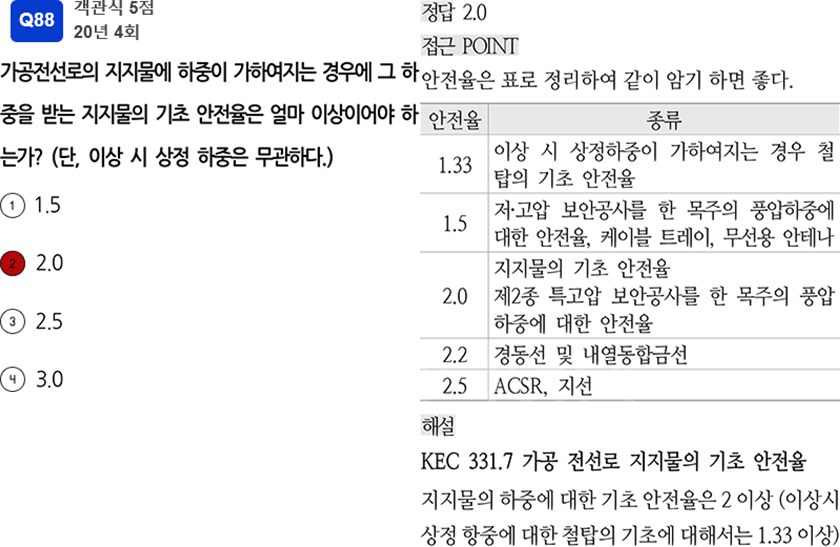 Q88
객관식 5점
20년 4회
가공전선로의 지지물에 하중이 가하여지는 경우에 그 하
중을 받는 지지물의 기초 안전율은 얼마 이상이어야 하
는가? (단, 이상 시 상정 하중은 무관하다.)
1 1.5
2 2.0
3 2.5
4 3.0
정답 2.0
접근 POINT
안전율은 표로 정리하여 같이 암기 하면 좋다.
안전율 종류
1.33 이상 시 상정하중이 가하여지는 경우 철
탑의 기초 안전율
1.5 저·고압 보안공사를 한 목주의 풍압하중에
대한 안전율, 케이블 트레이, 무선용 안테나
2.0 지지물의 기초 안전율
제2종 특고압 보안공사를 한 목주의 풍압
하중에 대한 안전율
2.2 경동선 및 내열동합금선
2.5 ACSR, 지선
해설
KEC 331.7 가공 전선로 지지물의 기초 안전율
지지물의 하중에 대한 기초 안전율은 2 이상 (이상시
상정 항중에 대한 철탑의 기초에 대해서는 1.33 이상)